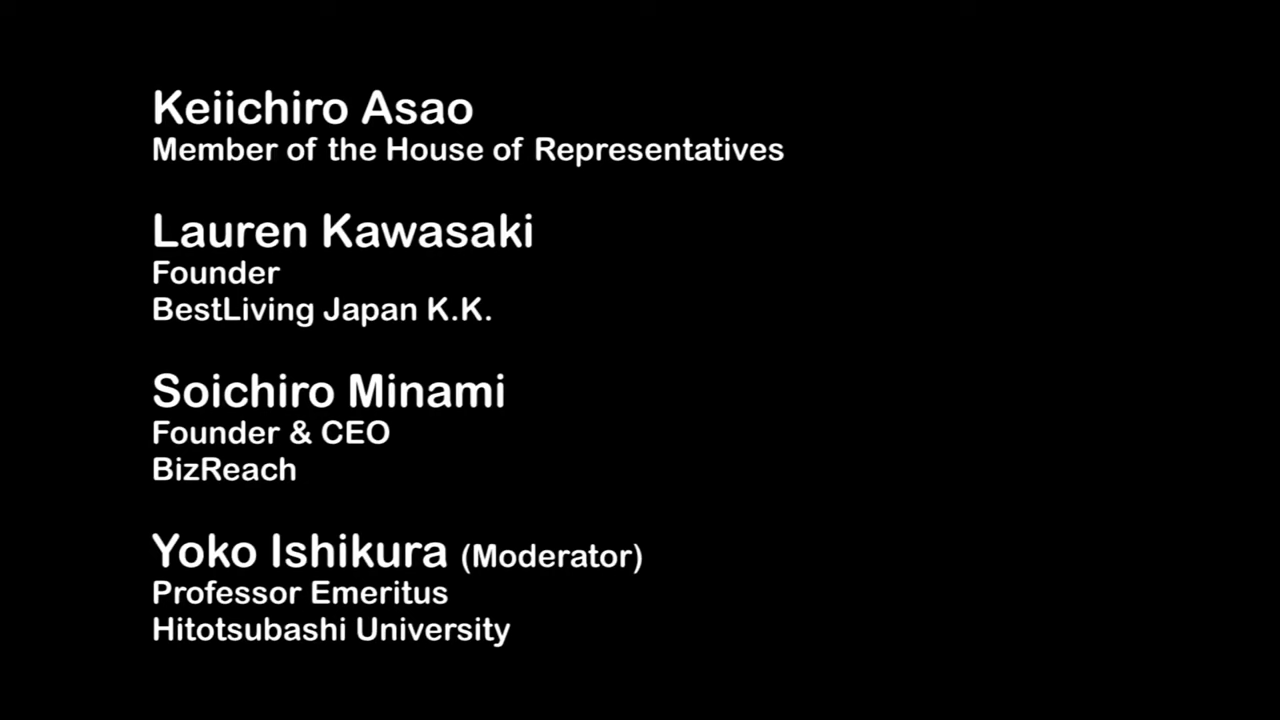 Keiichiro Asao
Member of the House of Representatives
Lauren Kawasaki
Founder
BestLiving Japan K.K.
Soichiro Minami
Founder & CEO
BizReach
Yoko Ishikura (Moderator)
Professor Emeritus
Hitotsubashi University